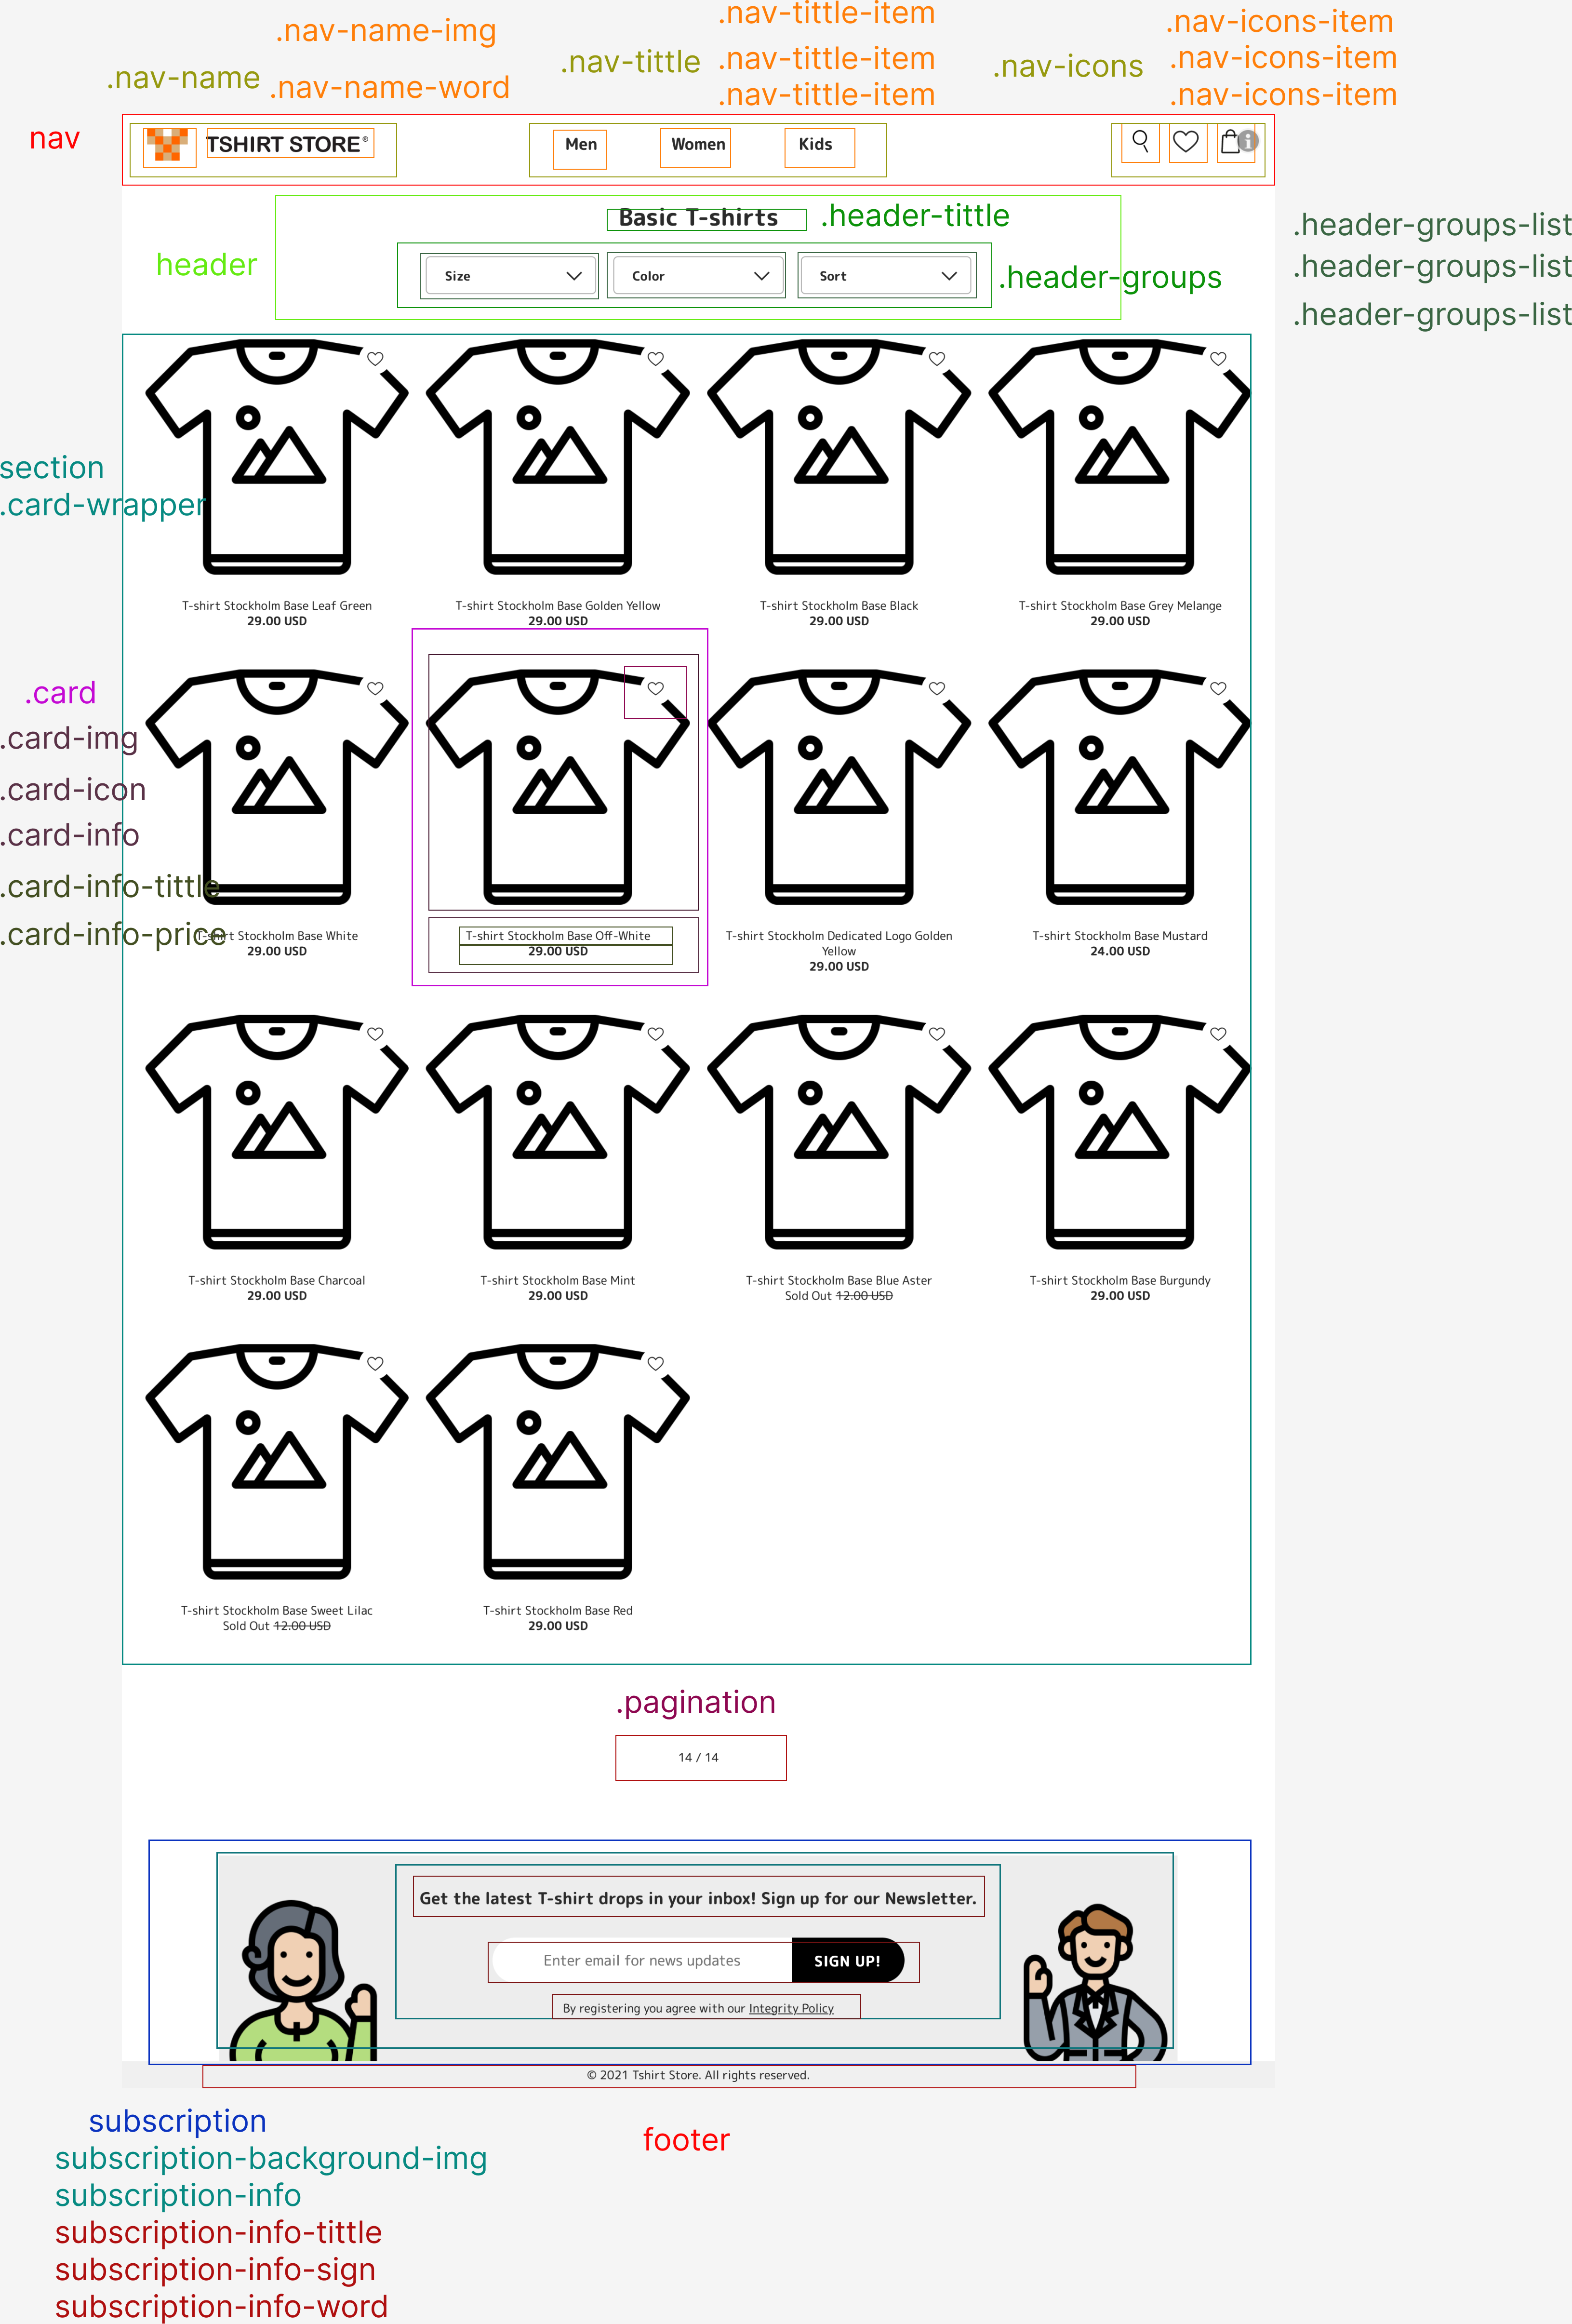 .nav-tittle-item
.nav-name-img
.nav-icons-item
.nav-tittle
.nav-tittle-item
.nav-icons
.nav-icons-item
.nav-name
.nav-name-word
.nav-tittle-item
.nav-icons-item
nav
TSHIRT STORE®
Men
Women
Kids
Basic T-shirts
.header-tittle
.header-groups-list
header
Size
Color
Sort
.header-groups
.header-groups-list
.header-groups-list
section
.card-wrapper
T-shirt Stockholm Base Leaf Green
29.00 USD
T-shirt Stockholm Base Golden Yellow
29.00 USD
T-shirt Stockholm Base Black
29.00 USD
T-shirt Stockholm Base Grey Melange
29.00 USD
.card
.card-img
.card-icon
.card-info
.card-info-tittle
.card-info-price
T-shirt Stockholm Base White
29.00 USD
T-shirt Stockholm Base Off-White
29.00 USD
T-shirt Stockholm Dedicated Logo Golden
Yellow
29.00 USD
T-shirt Stockholm Base Mustard
24.00 USD
T-shirt Stockholm Base Charcoal
29.00 USD
T-shirt Stockholm Base Mint
29.00 USD
T-shirt Stockholm Base Blue Aster
Sold Out 12.00 USD
T-shirt Stockholm Base Burgundy
29.00 USD
T-shirt Stockholm Base Sweet Lilac
Sold Out 12.00 USD
T-shirt Stockholm Base Red
29.00 USD
.pagination
14 / 14
Get the latest T-shirt drops in your inbox! Sign up for our Newsletter.
Enter email for news updates
SIGN UP!
By registering you agree with our Integrity Policy
© 2021 Tshirt Store. All rights reserved.
subscription
footer
subscription-background-img
subscription-info
subscription-info-tittle
subscription-info-sign
subscription-info-word